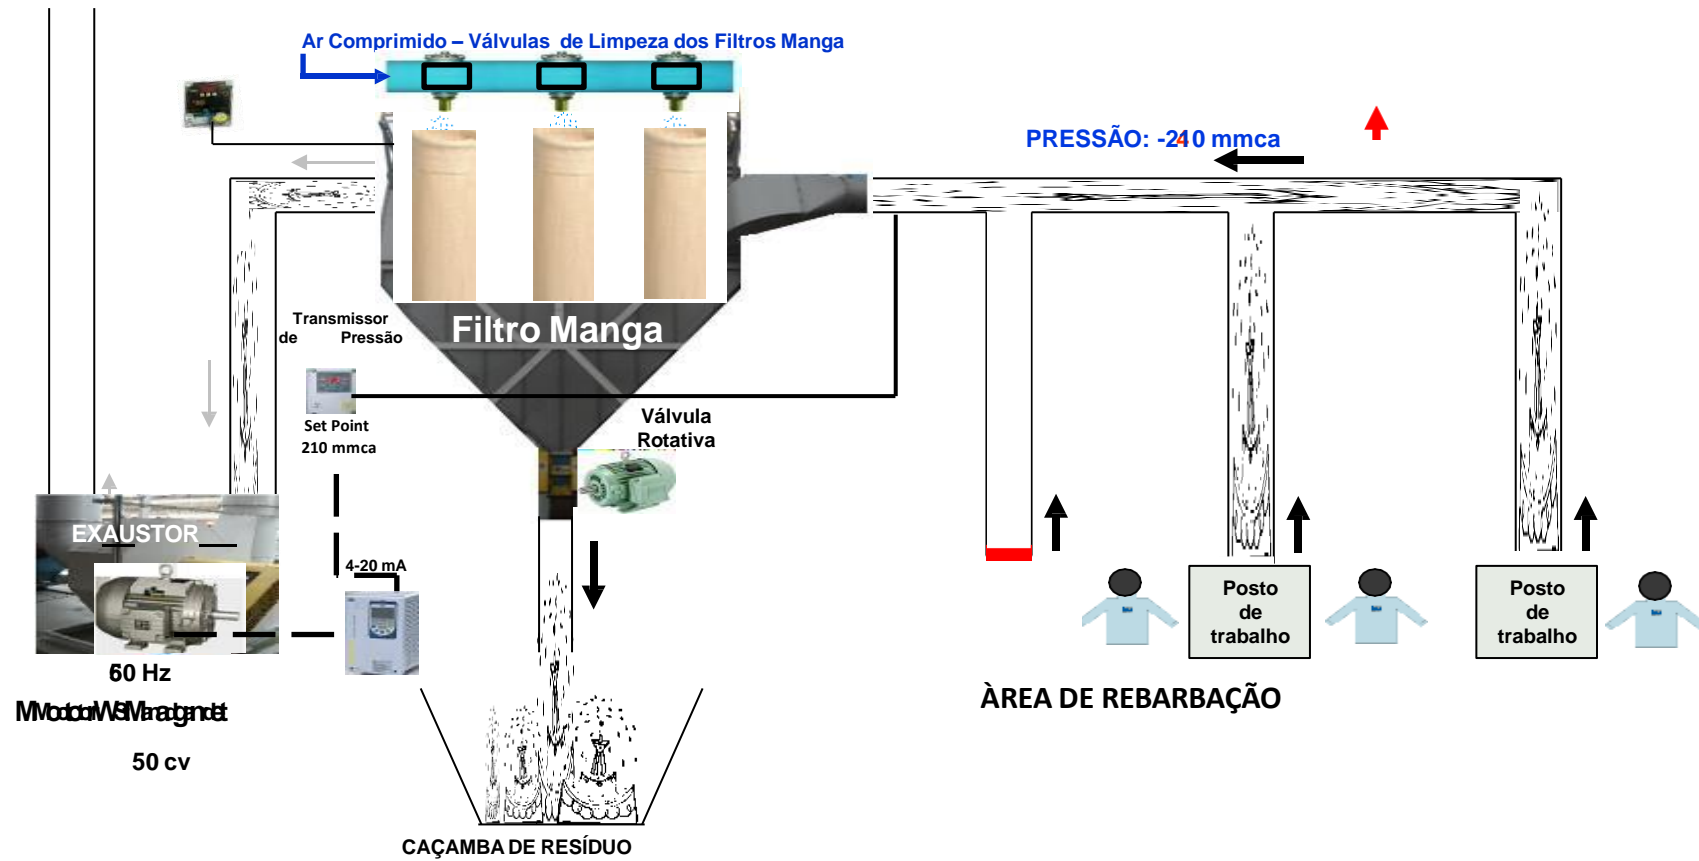 Ar Comprimido – Válvulas de Limpeza dos Filtros Manga
PRESSÃO: -210 mmca
Transmissor
de Pressão
Filtro Manga
Set Point
210 mmca
Válvula
Rotativa
EXAUSTOR
4-20 mA
Posto
de
trabalho
Posto
de
trabalho
60 Hz
50 cv
ÀREA DE REBARBAÇÃO
CAÇAMBA DE RESÍDUO